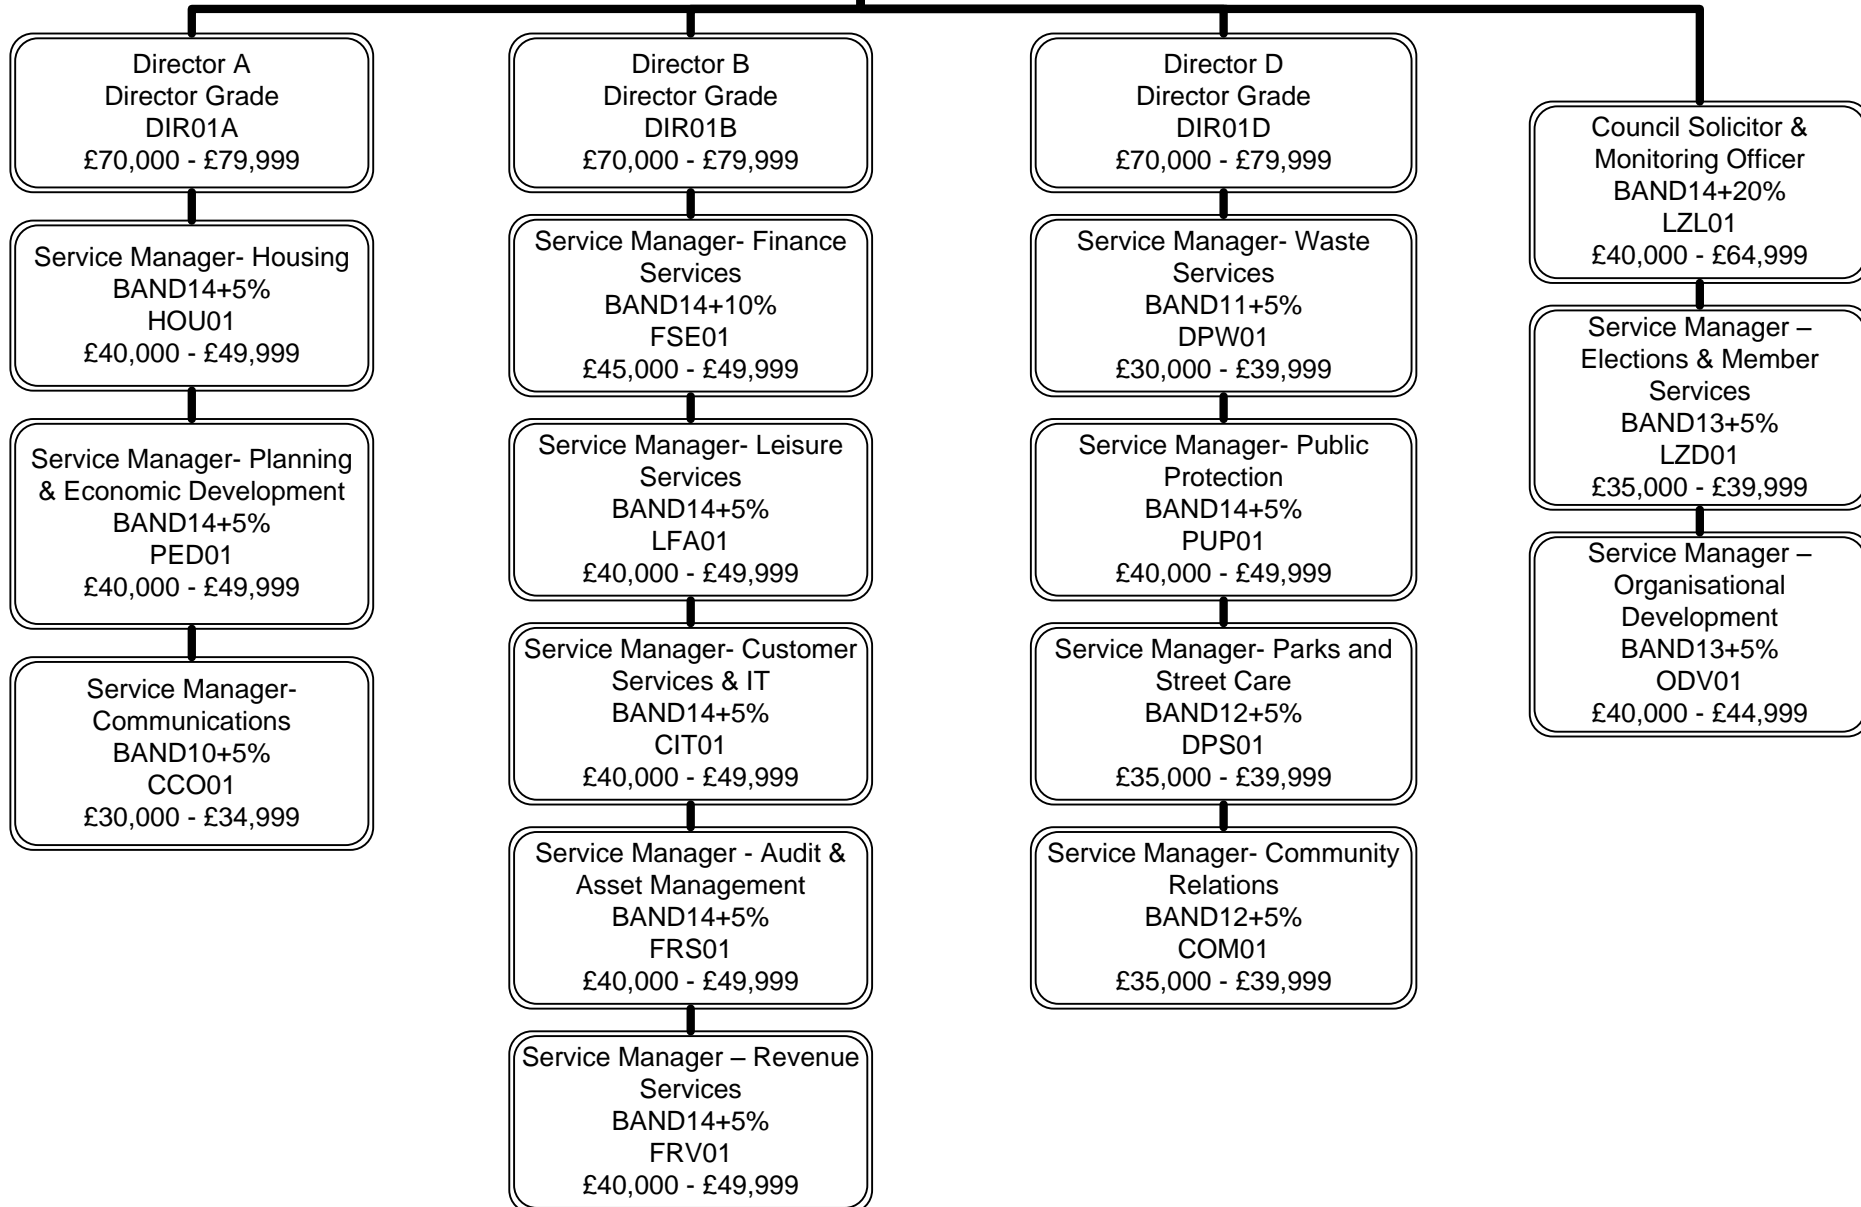 Director A
Director Grade
DIR01A
£70,000 - £79,999
Service Manager- Housing
BAND14+5%
HOU01
£40,000 - £49,999
Service Manager- Planning
& Economic Development
BAND14+5%
PED01
£40,000 - £49,999
Service Manager-
Communications
BAND10+5%
CCO01
£30,000 - £34,999
Director B
Director Grade
DIR01B
£70,000 - £79,999
Service Manager- Finance
Services
BAND14+10%
FSE01
£45,000 - £49,999
Service Manager- Leisure
Services
BAND14+5%
LFA01
£40,000 - £49,999
Service Manager- Customer
Services & IT
BAND14+5%
CIT01
£40,000 - £49,999
Service Manager - Audit &
Asset Management
BAND14+5%
FRS01
£40,000 - £49,999
Service Manager – Revenue
Services
BAND14+5%
FRV01
£40,000 - £49,999
Director D
Director Grade
DIR01D
£70,000 - £79,999
Service Manager- Waste
Services
BAND11+5%
DPW01
£30,000 - £39,999
Service Manager- Public
Protection
BAND14+5%
PUP01
£40,000 - £49,999
Service Manager- Parks and
Street Care
BAND12+5%
DPS01
£35,000 - £39,999
Service Manager- Community
Relations
BAND12+5%
COM01
£35,000 - £39,999
Council Solicitor &
Monitoring Officer
BAND14+20%
LZL01
£40,000 - £64,999
Service Manager –
Elections & Member
Services
BAND13+5%
LZD01
£35,000 - £39,999
Service Manager –
Organisational
Development
BAND13+5%
ODV01
£40,000 - £44,999